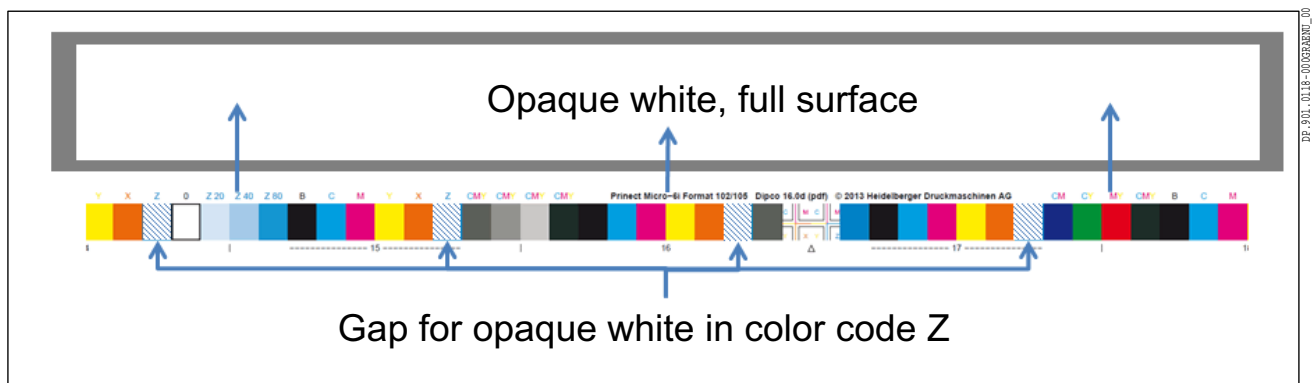 DP.901.0118-000GRAENU_00
Opaque white, full surface
Y X Z 0 Z 20 Z 40 Z 80 B C M Y X Z CMY CMY CMY CMY Prinect Micro-6i Format 102/105 Dipco 16.0d (pdf) © 2013 Heidelberger Druckmaschinen AG CM CY MY CMY B C M
C M C M
X Y Z
15 16 17
Gap for opaque white in color code Z